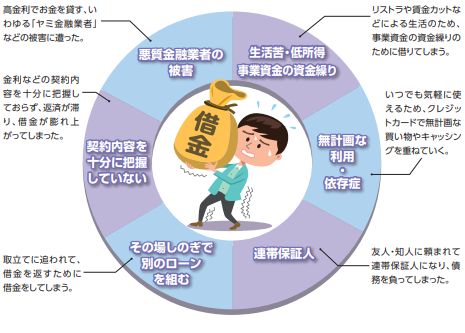 高金利でお金を貸す、い
わゆる「ヤミ金融業者」
などの被害に遭った。
悪質金融業者の
被害
生活苦・低所得
事業資金の資金繰り
リストラや賃金カットな
どによる生活のため、
事業資金の資金繰りの
ために借りてしまう。
金利などの契約内
容を十分に把握し
ておらず、返済が滞
り、借金が膨れ上
がってしまった。
契約内容を
十分に把握
していない
借金
無計画な
利用
・
依存症
いつでも気軽に使
えるため、クレジッ
トカードで無計画な
買い物やキャッシン
グを重ねていく。
取立てに追われて、
借金を返すために
借金をしてしまう。
その場しのぎで
別のローン
を組む
連帯保証人
友人・知人に頼まれて
連帯保証人になり、債
務を負ってしまった。